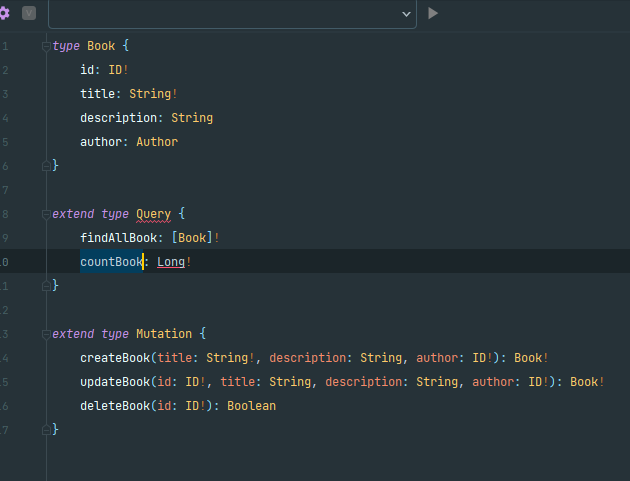 V
1 type Book {
2 id: ID!
3 title: String!
4 description: String
5 author: Author
6 }
7
8 extend type Query {
9 findAllBook: [Book]!
10 countBook: Long!
11 }
12
13 extend type Mutation {
14 createBook(title: String!, description: String, author: ID!): Book!
15 updateBook(id: ID!, title: String, description: String, author: ID!): Book!
16 deleteBook(id: ID!): Boolean
17 }